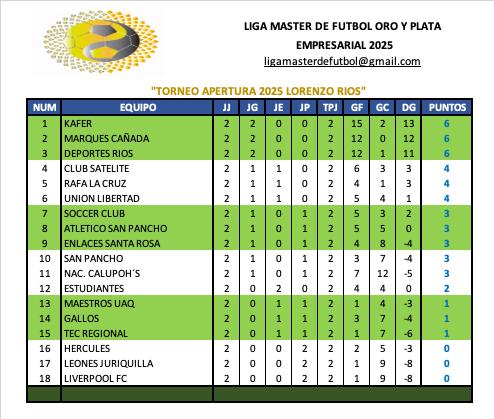 LIGA MASTER DE FUTBOL ORO Y PLATA
EMPRESARIAL 2025
ligamasterdefutbol@gmail.com
"TORNEO APERTURA 2025 LORENZO RIOS"
NUM EQUIPO JJ JG JE JP TPJ GF GC DG PUNTOS
1 KAFER 2 2 0 0 2 15 2 13 6
2 MARQUES CAÑADA 2 2 0 0 2 12 0 12 6
3 DEPORTES RIOS 2 2 0 0 2 12 1 11 6
4 CLUB SATELITE 2 1 1 0 2 6 3 3 4
5 RAFA LA CRUZ 2 1 1 0 2 4 1 3 4
6 UNION LIBERTAD 2 1 1 0 2 5 4 1 4
7 SOCCER CLUB 2 1 0 1 2 5 3 2 3
8 ATLETICO SAN PANCHO 2 1 0 1 2 5 5 0 3
9 ENLACES SANTA ROSA 2 1 0 1 2 4 8 -4 3
10 SAN PANCHO 2 1 0 1 2 3 7 -4 3
11 NAC. CALUPOH´S 2 1 0 1 2 7 12 -5 3
12 ESTUDIANTES 2 0 2 0 2 4 4 0 2
13 MAESTROS UAQ 2 0 1 1 2 1 4 -3 1
14 GALLOS 2 0 1 1 2 3 7 -4 1
15 TEC REGIONAL 2 0 1 1 2 1 7 -6 1
16 HERCULES 2 0 0 2 2 2 5 -3 0
17 LEONES JURIQUILLA 2 0 0 2 2 1 9 -8 0
18 LIVERPOOL FC 2 0 0 2 2 1 9 -8 0